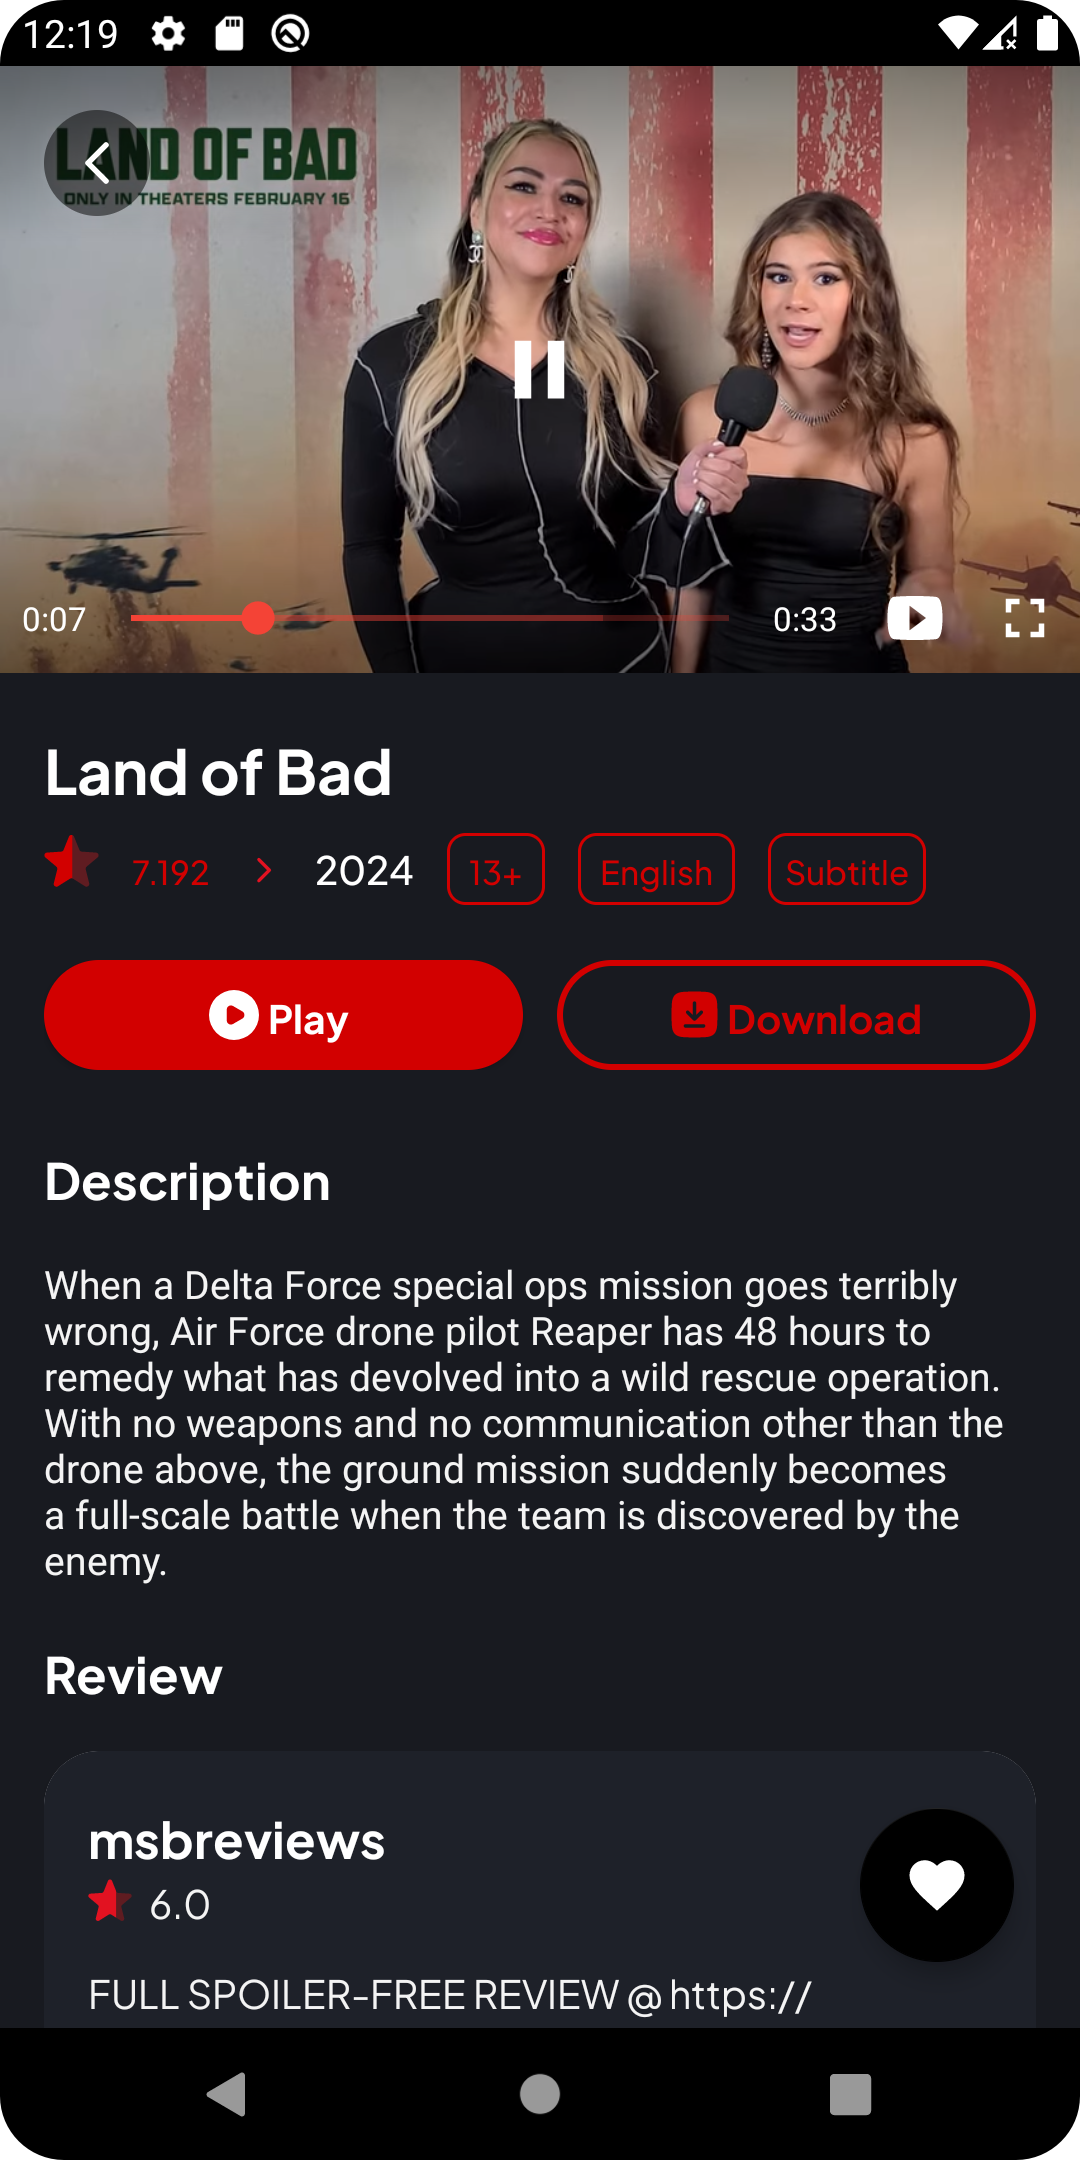 12:19
LAND OF BAD
ONLY IN THEATERS FEBRUARY 16
0:07
0:33
Land of Bad
7.192
2024
13+
English
Subtitle
Play
Download
Description
When a Delta Force special ops mission goes terribly
wrong, Air Force drone pilot Reaper has 48 hours to
remedy what has devolved into a wild rescue operation.
With no weapons and no communication other than the
drone above, the ground mission suddenly becomes
a full-scale battle when the team is discovered by the
enemy.
Review
msbreviews
6.0
FULL SPOILER-FREE REVIEW @ https://